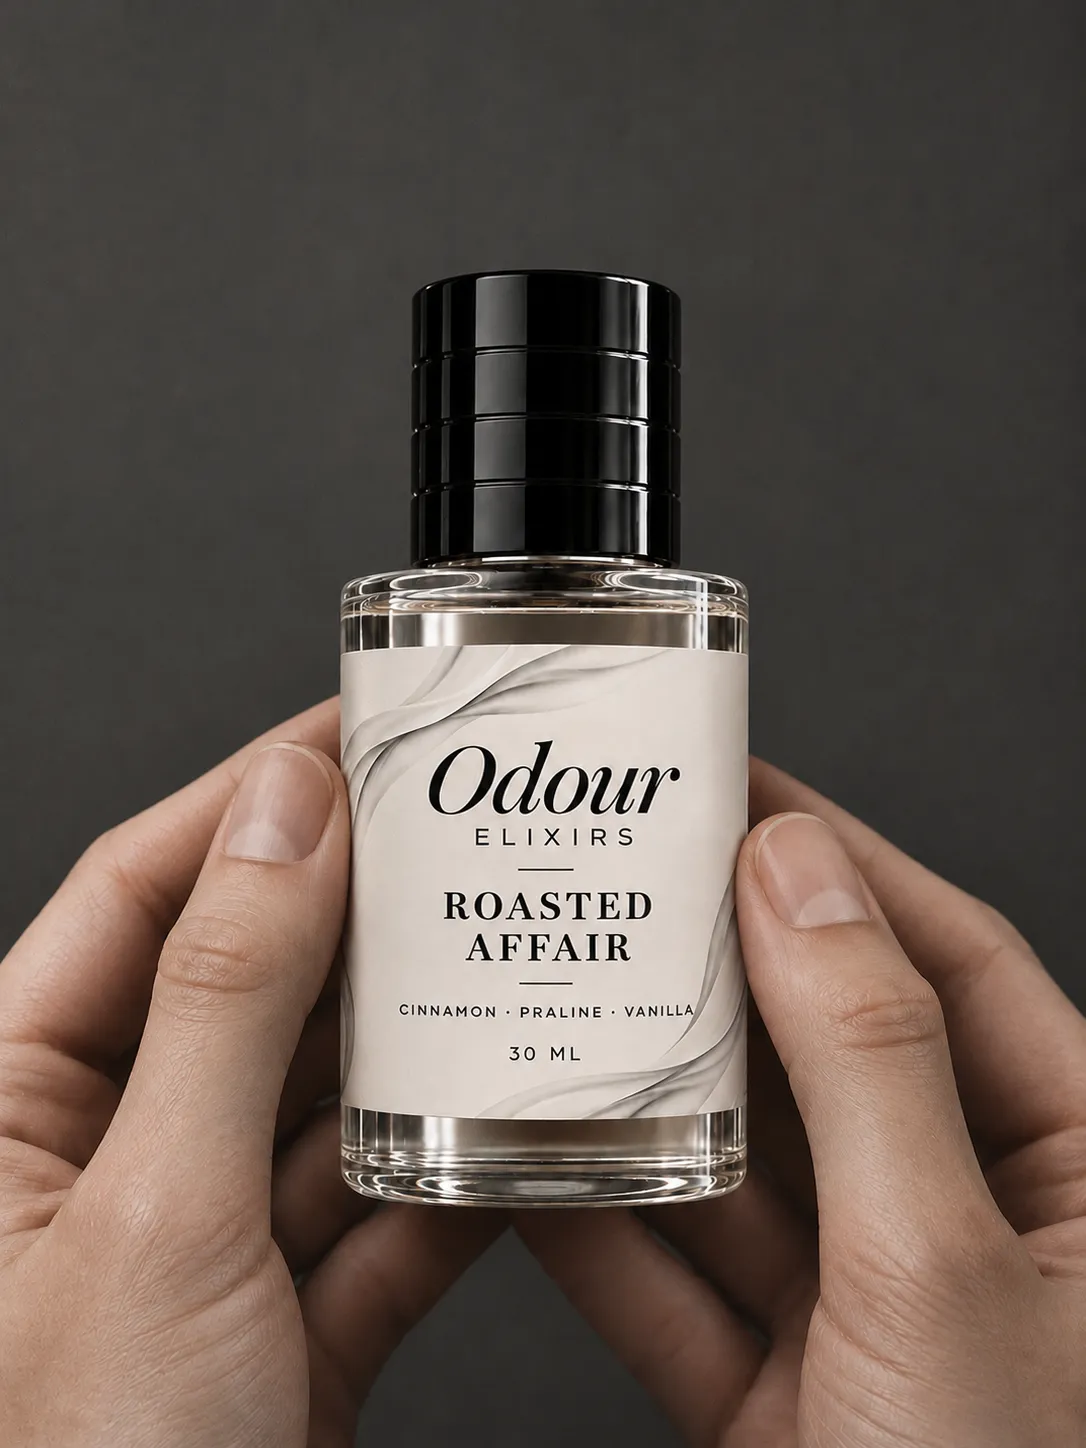 Odour
ELIXIRS
ROASTED
AFFAIR
CINNAMON · PRALINE · VANILLA
30 ML